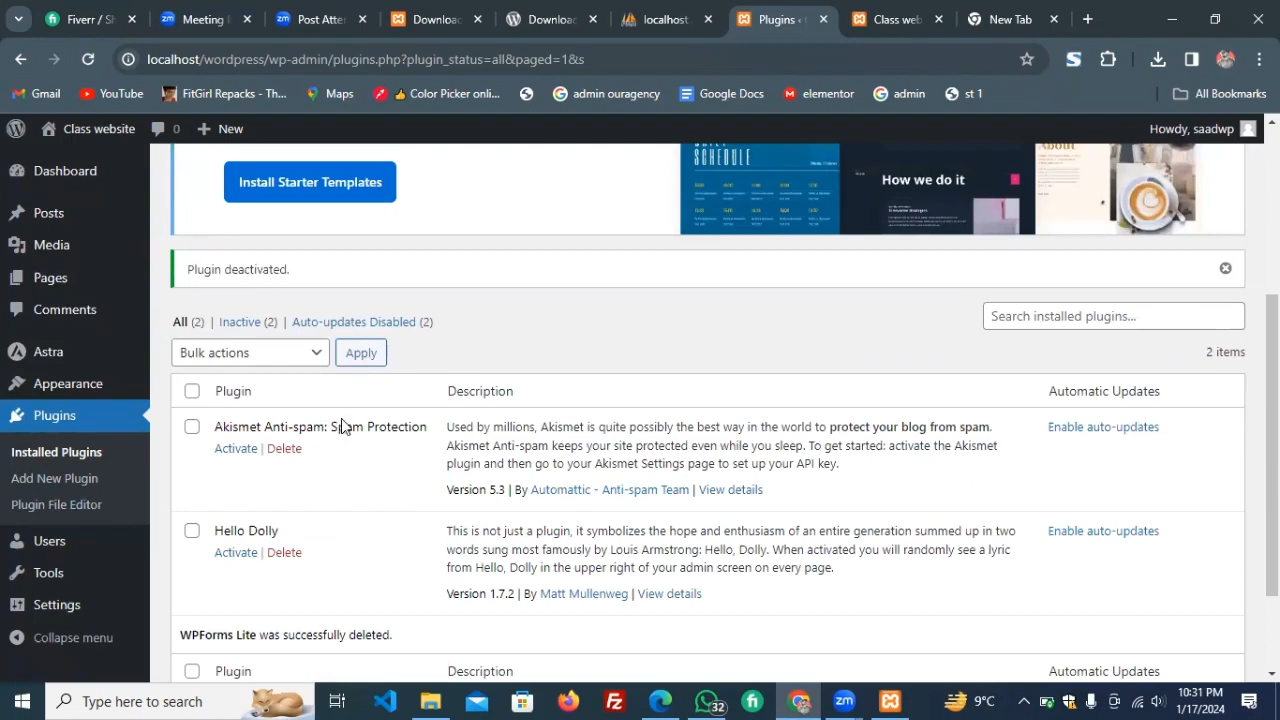 Fiverr / Sh
Meeting
Post Atter
Downloa
Downloa
localhost
Plugins ‹
Class web
New Tab
localhost/wordpress/wp-admin/plugins.php?plugin_status=all&paged=1&s
Gmail
YouTube
FitGirl Repacks - Th...
Maps
Color Picker onli...
admin ouragency
Google Docs
elementor
admin
st 1
All Bookmarks
Class website
0
New
Howdy, saadwp
Dashboard
Posts
Media
Pages
Comments
Astra
Appearance
Plugins
Installed Plugins
Add New Plugin
Plugin File Editor
Users
Tools
Settings
Collapse menu
Install Starter Templates
SCHEDULE
How we do it
About
Plugin deactivated.
All (2) | Inactive (2) | Auto-updates Disabled (2)
Search installed plugins...
Bulk actions
Apply
2 items
Plugin
Description
Automatic Updates
Akismet Anti-spam: Spam Protection
Activate | Delete
Used by millions, Akismet is quite possibly the best way in the world to protect your blog from spam.
Akismet Anti-spam keeps your site protected even while you sleep. To get started: activate the Akismet
plugin and then go to your Akismet Settings page to set up your API key.
Version 5.3 | By Automattic - Anti-spam Team | View details
Enable auto-updates
Hello Dolly
Activate | Delete
This is not just a plugin, it symbolizes the hope and enthusiasm of an entire generation summed up in two
words sung most famously by Louis Armstrong: Hello, Dolly. When activated you will randomly see a lyric
from Hello, Dolly in the upper right of your admin screen on every page.
Version 1.7.2 | By Matt Mullenweg | View details
Enable auto-updates
WPForms Lite was successfully deleted.
Plugin
Description
Automatic Updates
Type here to search
32
9°C
10:31 PM
1/17/2024